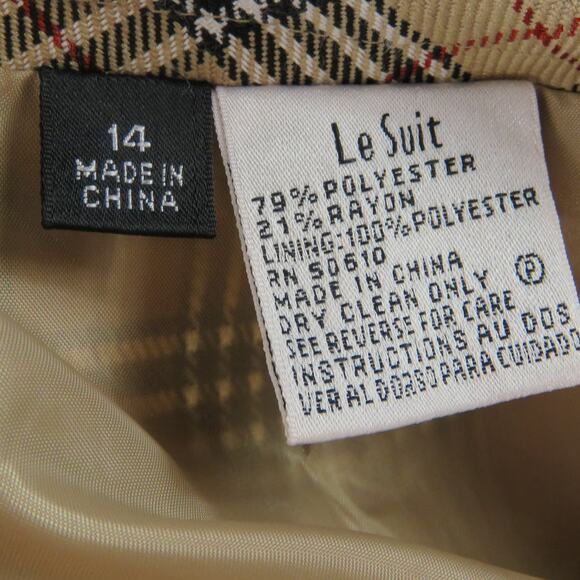 14
MADE IN
CHINA
Le Suit
79% POLYESTER
21% RAYON
LINING:100% POLYESTER
RN 50610
MADE IN CHINA
DRY CLEAN ONLY Ⓟ
SEE REVERSE FOR CARE
INSTRUCTIONS AU DOS
VER AL DORSO PARA CUIDADO